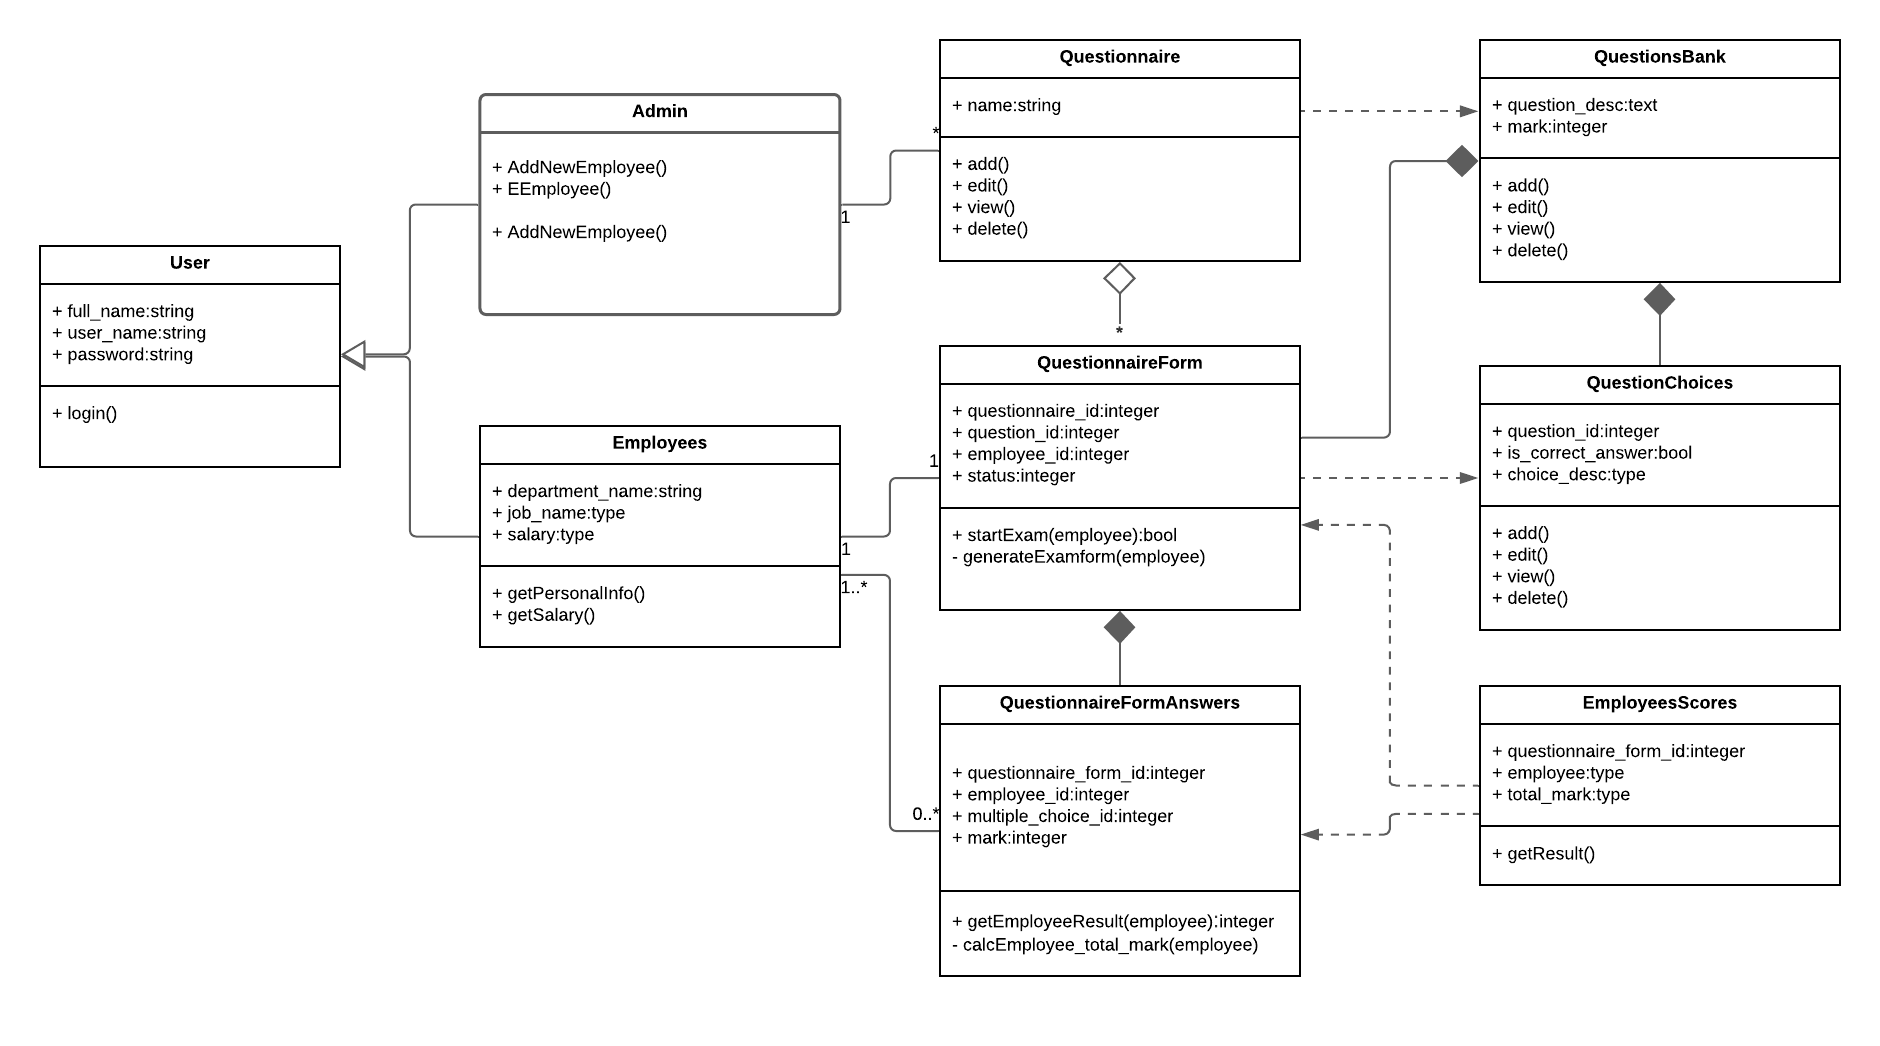 User
+ full_name:string
+ user_name:string
+ password:string
+ login()
Admin
+ AddNewEmployee()
+ EEmployee()
+ AddNewEmployee()
1
*
Employees
+ department_name:string
+ job_name:type
+ salary:type
+ getPersonalInfo()
+ getSalary()
1
1
1..*
0..*
Questionnaire
+ name:string
+ add()
+ edit()
+ view()
+ delete()
*
QuestionnaireForm
+ questionnaire_id:integer
+ question_id:integer
+ employee_id:integer
+ status:integer
+ startExam(employee):bool
- generateExamform(employee)
QuestionnaireFormAnswers
+ questionnaire_form_id:integer
+ employee_id:integer
+ multiple_choice_id:integer
+ mark:integer
+ getEmployeeResult(employee):integer
- calcEmployee_total_mark(employee)
QuestionsBank
+ question_desc:text
+ mark:integer
+ add()
+ edit()
+ view()
+ delete()
QuestionChoices
+ question_id:integer
+ is_correct_answer:bool
+ choice_desc:type
+ add()
+ edit()
+ view()
+ delete()
EmployeesScores
+ questionnaire_form_id:integer
+ employee:type
+ total_mark:type
+ getResult()